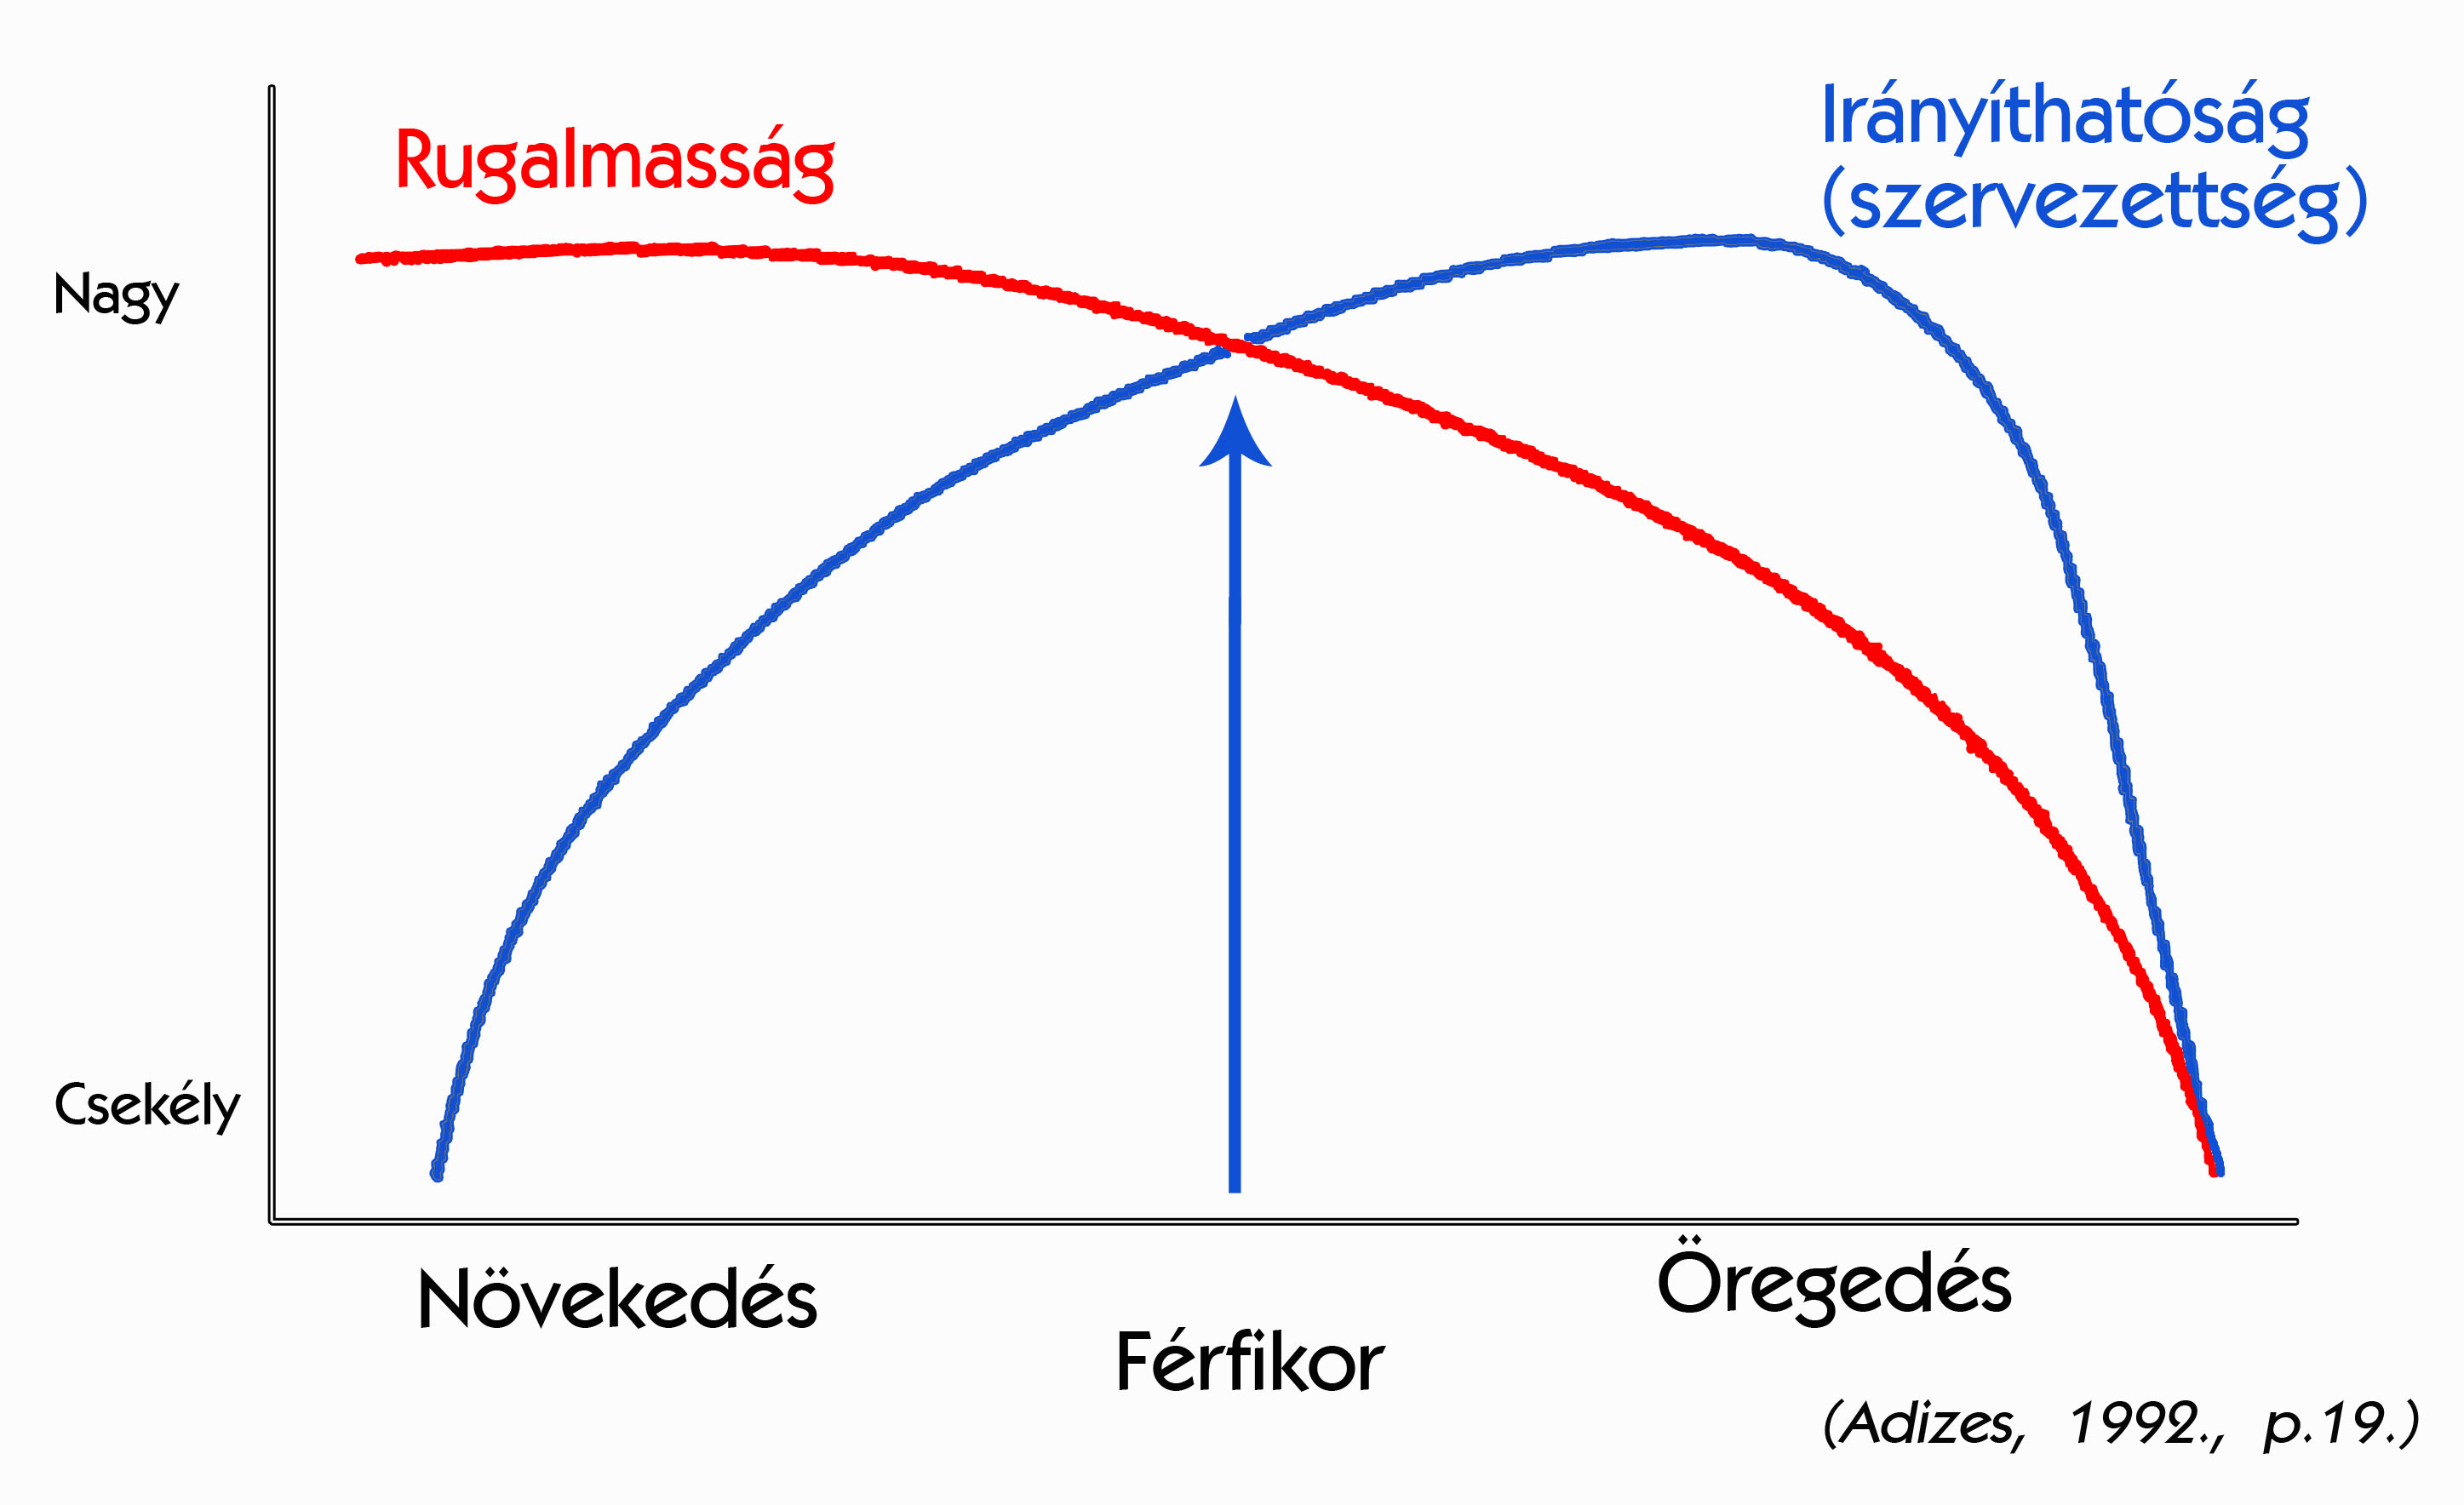 Rugalmasság
Irányíthatóság
(szervezettség)
Nagy
Csekély
Növekedés
Öregedés
Férfikor
(Adizes, 1992., p.19.)